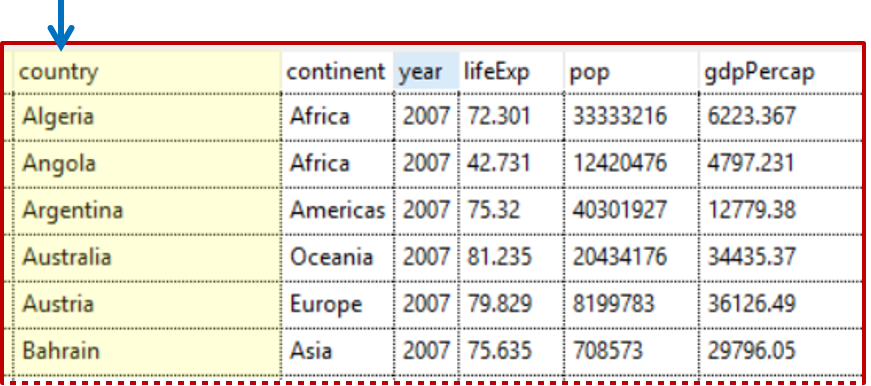 country continent year lifeExp pop gdpPercap
Algeria Africa 2007 72.301 33333216 6223.367
Angola Africa 2007 42.731 12420476 4797.231
Argentina Americas 2007 75.32 40301927 12779.38
Australia Oceania 2007 81.235 20434176 34435.37
Austria Europe 2007 79.829 8199783 36126.49
Bahrain Asia 2007 75.635 708573 29796.05